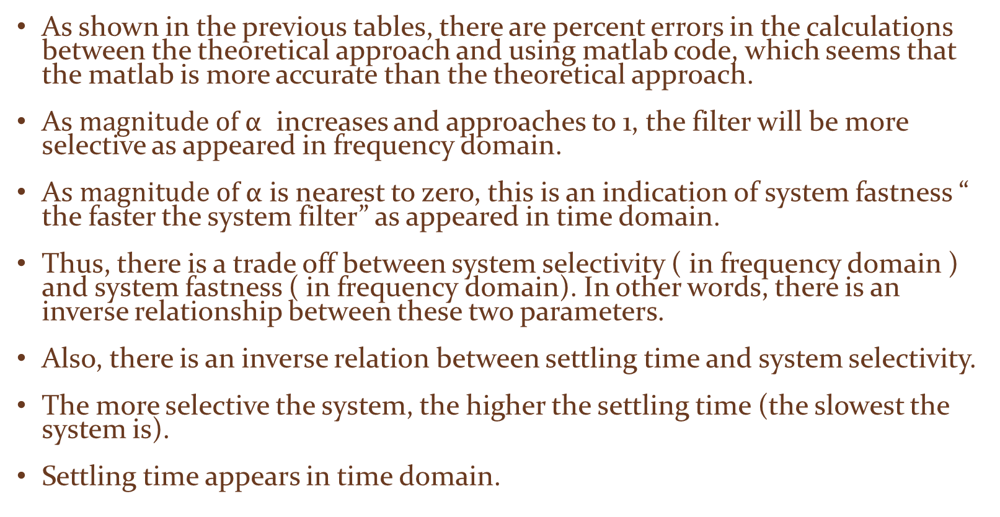 • As shown in the previous tables, there are percent errors in the calculations
between the theoretical approach and using matlab code, which seems that
the matlab is more accurate than the theoretical approach.
• As magnitude of α increases and approaches to 1, the filter will be more
selective as appeared in frequency domain.
• As magnitude of α is nearest to zero, this is an indication of system fastness “
the faster the system filter” as appeared in time domain.
• Thus, there is a trade off between system selectivity ( in frequency domain )
and system fastness ( in frequency domain). In other words, there is an
inverse relationship between these two parameters.
• Also, there is an inverse relation between settling time and system selectivity.
• The more selective the system, the higher the settling time (the slowest the
system is).
• Settling time appears in time domain.